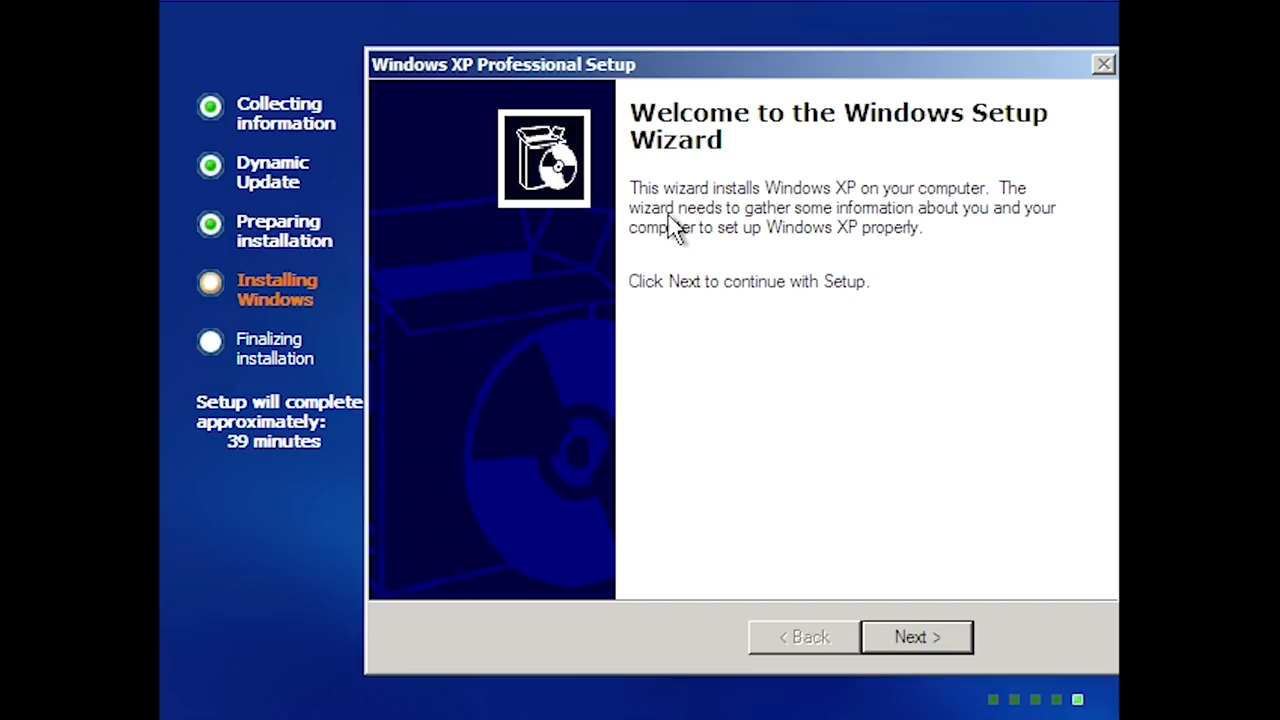 Collecting
information
Dynamic
Update
Preparing
installation
Installing
Windows
Finalizing
installation
Setup will complete
approximately:
39 minutes
Windows XP Professional Setup
Welcome to the Windows Setup
Wizard
This wizard installs Windows XP on your computer. The
wizard needs to gather some information about you and your
computer to set up Windows XP properly.
Click Next to continue with Setup.
< Back
Next >